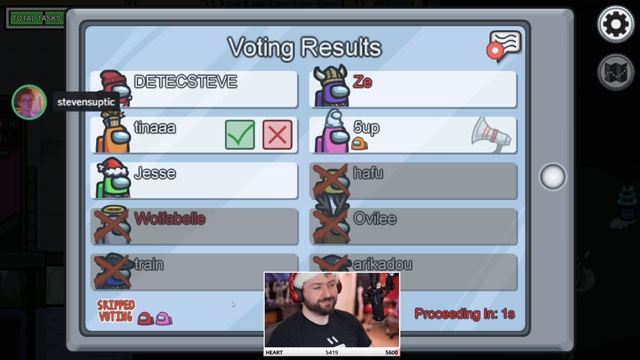 TOTAL TASKS
Voting Results
DETECSTEVE
Ze
stevensuptic
tinaaa
5up
Jesse
hafu
Wolfabelle
Ovilee
train
arikadou
SKIPPED
VOTING
Proceeding In: 1s
HEART 5419 5600